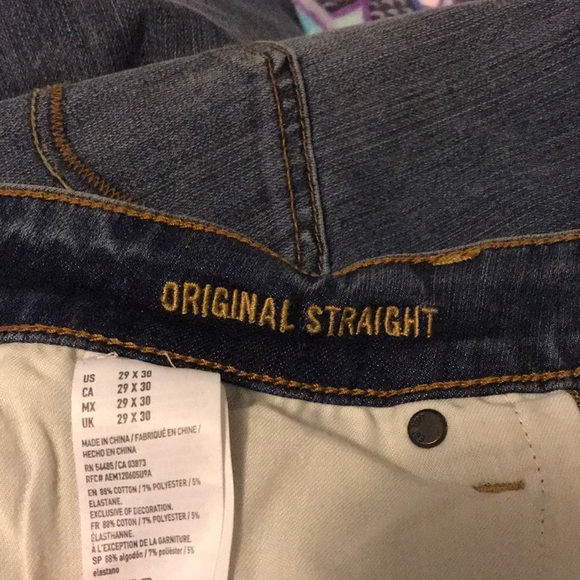 ORIGINAL STRAIGHT
US 29 X 30
CA 29 X 30
MX 29 X 30
UK 29 X 30
MADE IN CHINA / FABRIQUÉ EN CHINE /
HECHO EN CHINA
RN 54485 / CA 03873
RFC# AEM120605U9A
EN 88% COTTON / 7% POLYESTER / 5%
ELASTANE.
EXCLUSIVE OF DECORATION.
FR 88% COTON / 7% POLYESTER / 5%
ÉLASTHANNE.
À L'EXCEPTION DE LA GARNITURE.
SP 88% algodón / 7% poliéster / 5%
elastano